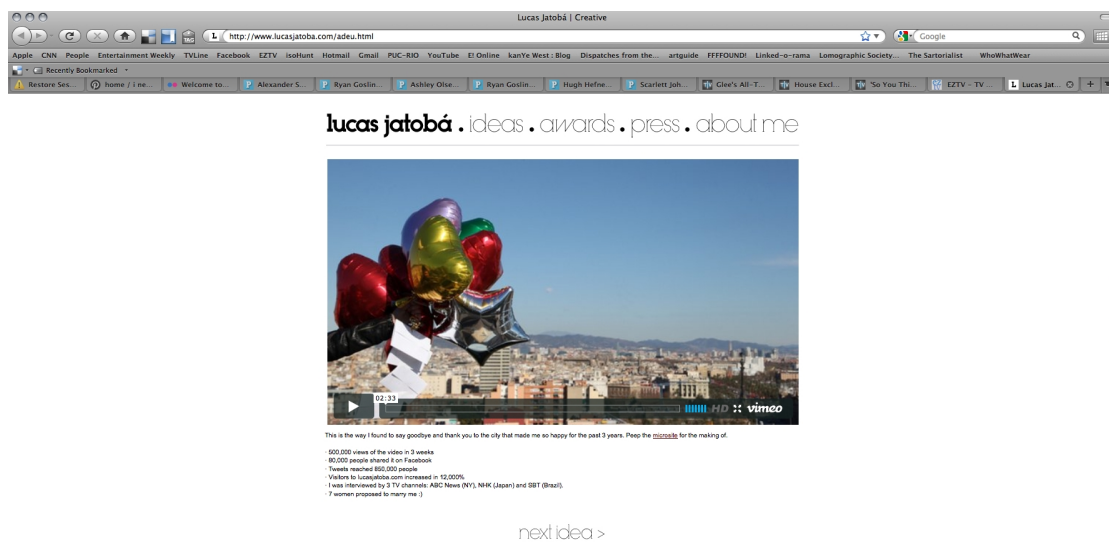 Lucas Jatobá | Creative
http://www.lucasjatoba.com/adeu.html
Google
Apple CNN People Entertainment Weekly TVLine Facebook EZTV isoHunt Hotmail Gmail PUC-RIO YouTube E! Online kanYe West : Blog Dispatches from the... artguide FFFFOUND! Linked-o-rama Lomographic Society... The Sartorialist WhoWhatWear
Recently Bookmarked
Restore Ses... home / i ne... Welcome to... Alexander S... Ryan Goslin... Ashley Olse... Ryan Goslin... Hugh Hefne... Scarlett Joh... Glee's All-T... House Excl... 'So You Thi... EZTV – TV ... Lucas Jat...
lucas jatobá . ideas . awards . press . about me
02:33
HD vimeo
This is the way I found to say goodbye and thank you to the city that made me so happy for the past 3 years. Peep the microsite for the making of.
· 500,000 views of the video in 3 weeks
· 80,000 people shared it on Facebook
· Tweets reached 850,000 people
· Visitors to lucasjatoba.com increased in 12,000%
· I was interviewed by 3 TV channels: ABC News (NY), NHK (Japan) and SBT (Brazil).
· 7 women proposed to marry me :)
next idea >